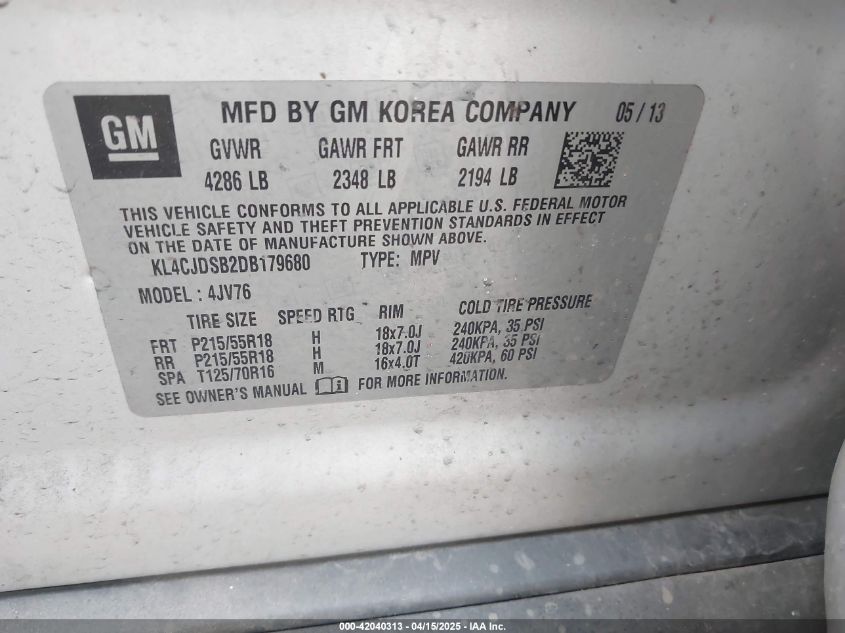 GM
MFD BY GM KOREA COMPANY 05 / 13
GVWR GAWR FRT GAWR RR
4286 LB 2348 LB 2194 LB
THIS VEHICLE CONFORMS TO ALL APPLICABLE U.S. FEDERAL MOTOR
VEHICLE SAFETY AND THEFT PREVENTION STANDARDS IN EFFECT
ON THE DATE OF MANUFACTURE SHOWN ABOVE.
KL4CJDSB2DB179680 TYPE: MPV
MODEL : 4JV76
TIRE SIZE SPEED RTG RIM COLD TIRE PRESSURE
FRT P215/55R18 H 18x7.0J 240KPA, 35 PSI
RR P215/55R18 H 18x7.0J 240KPA, 35 PSI
SPA T125/70R16 M 16x4.0T 420KPA, 60 PSI
SEE OWNER'S MANUAL FOR MORE INFORMATION.
000-42040313 - 04/15/2025 - IAA Inc.